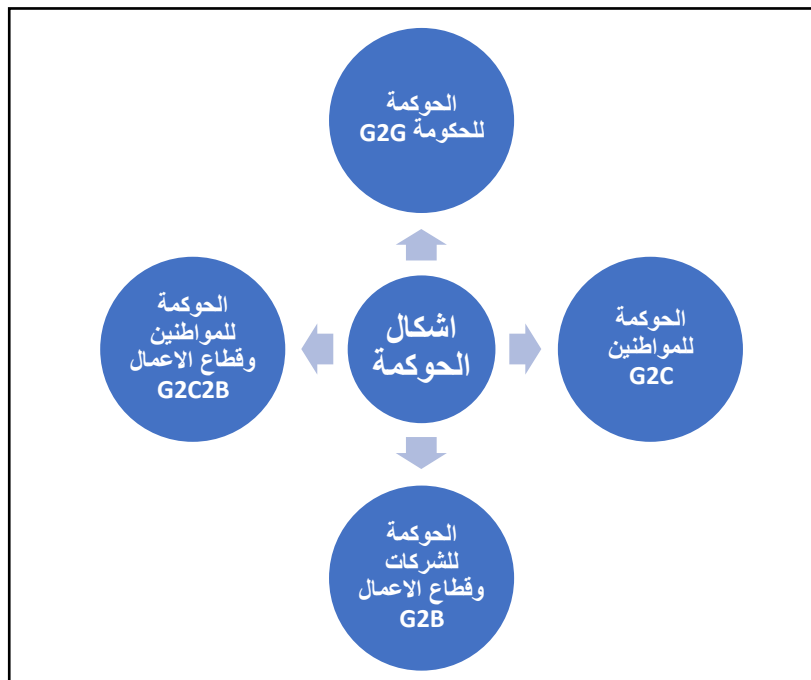 الحوكمة
للحكومة G2G
اشكال
الحوكمة
الحوكمة
للمواطنين
G2C
الحوكمة
للشركات
وقطاع الاعمال
G2B
الحوكمة
للمواطنين
وقطاع الاعمال
G2C2B